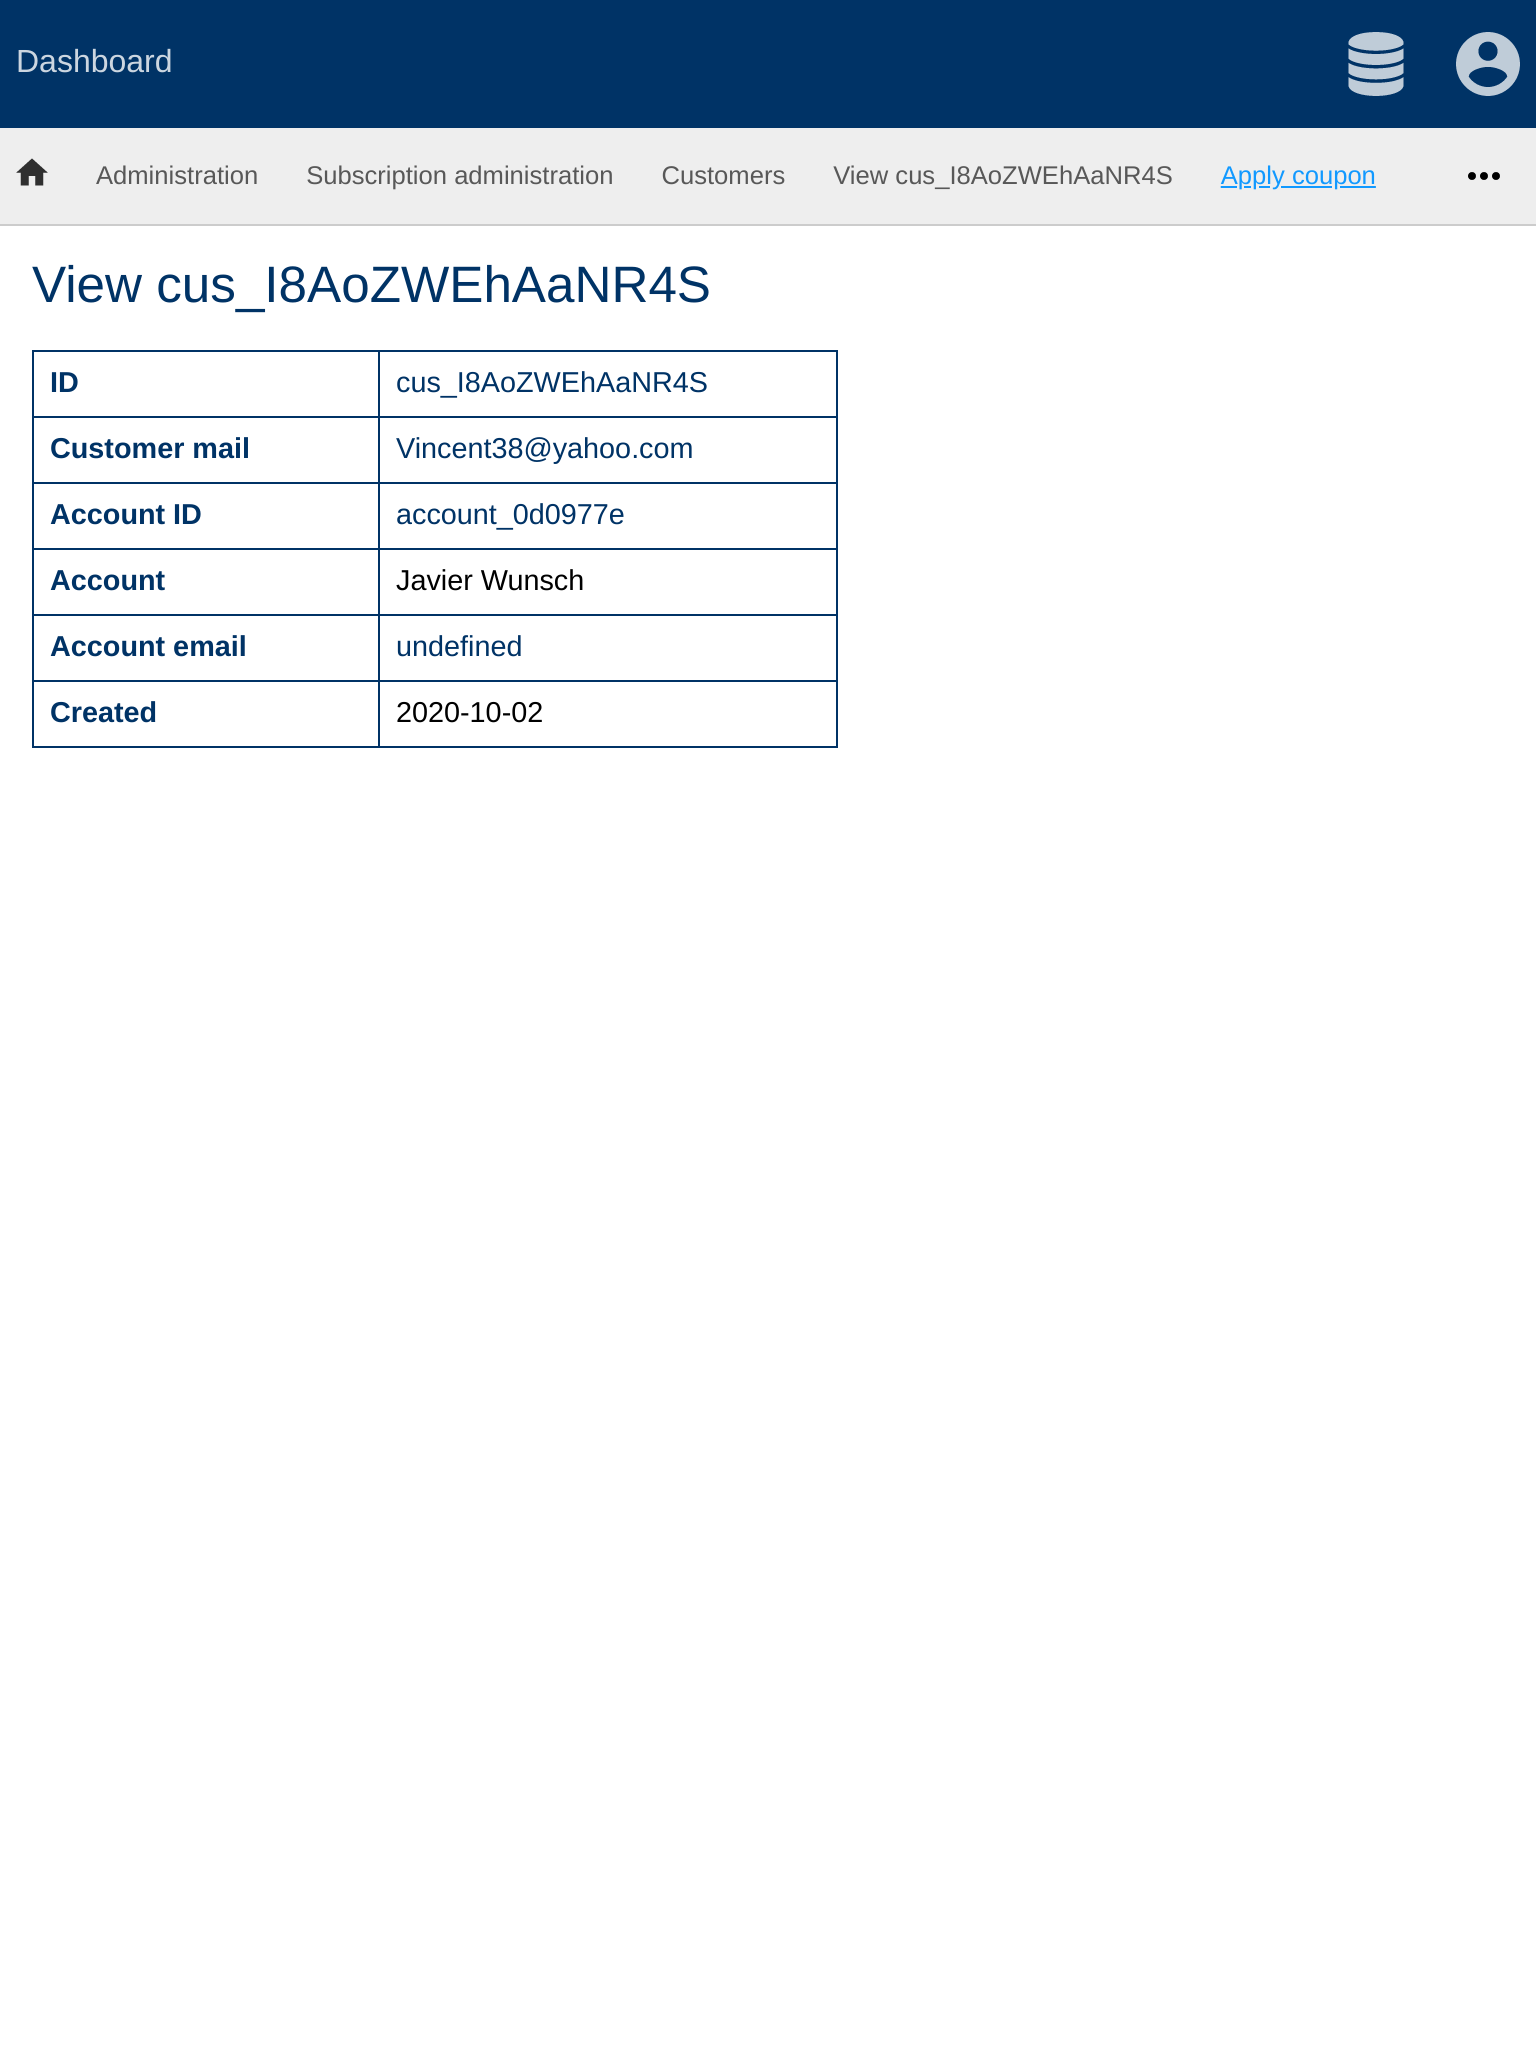 Dashboard
Administration Subscription administration Customers View cus_I8AoZWEhAaNR4S Apply coupon
View cus_I8AoZWEhAaNR4S
ID cus_I8AoZWEhAaNR4S
Customer mail Vincent38@yahoo.com
Account ID account_0d0977e
Account Javier Wunsch
Account email undefined
Created 2020-10-02